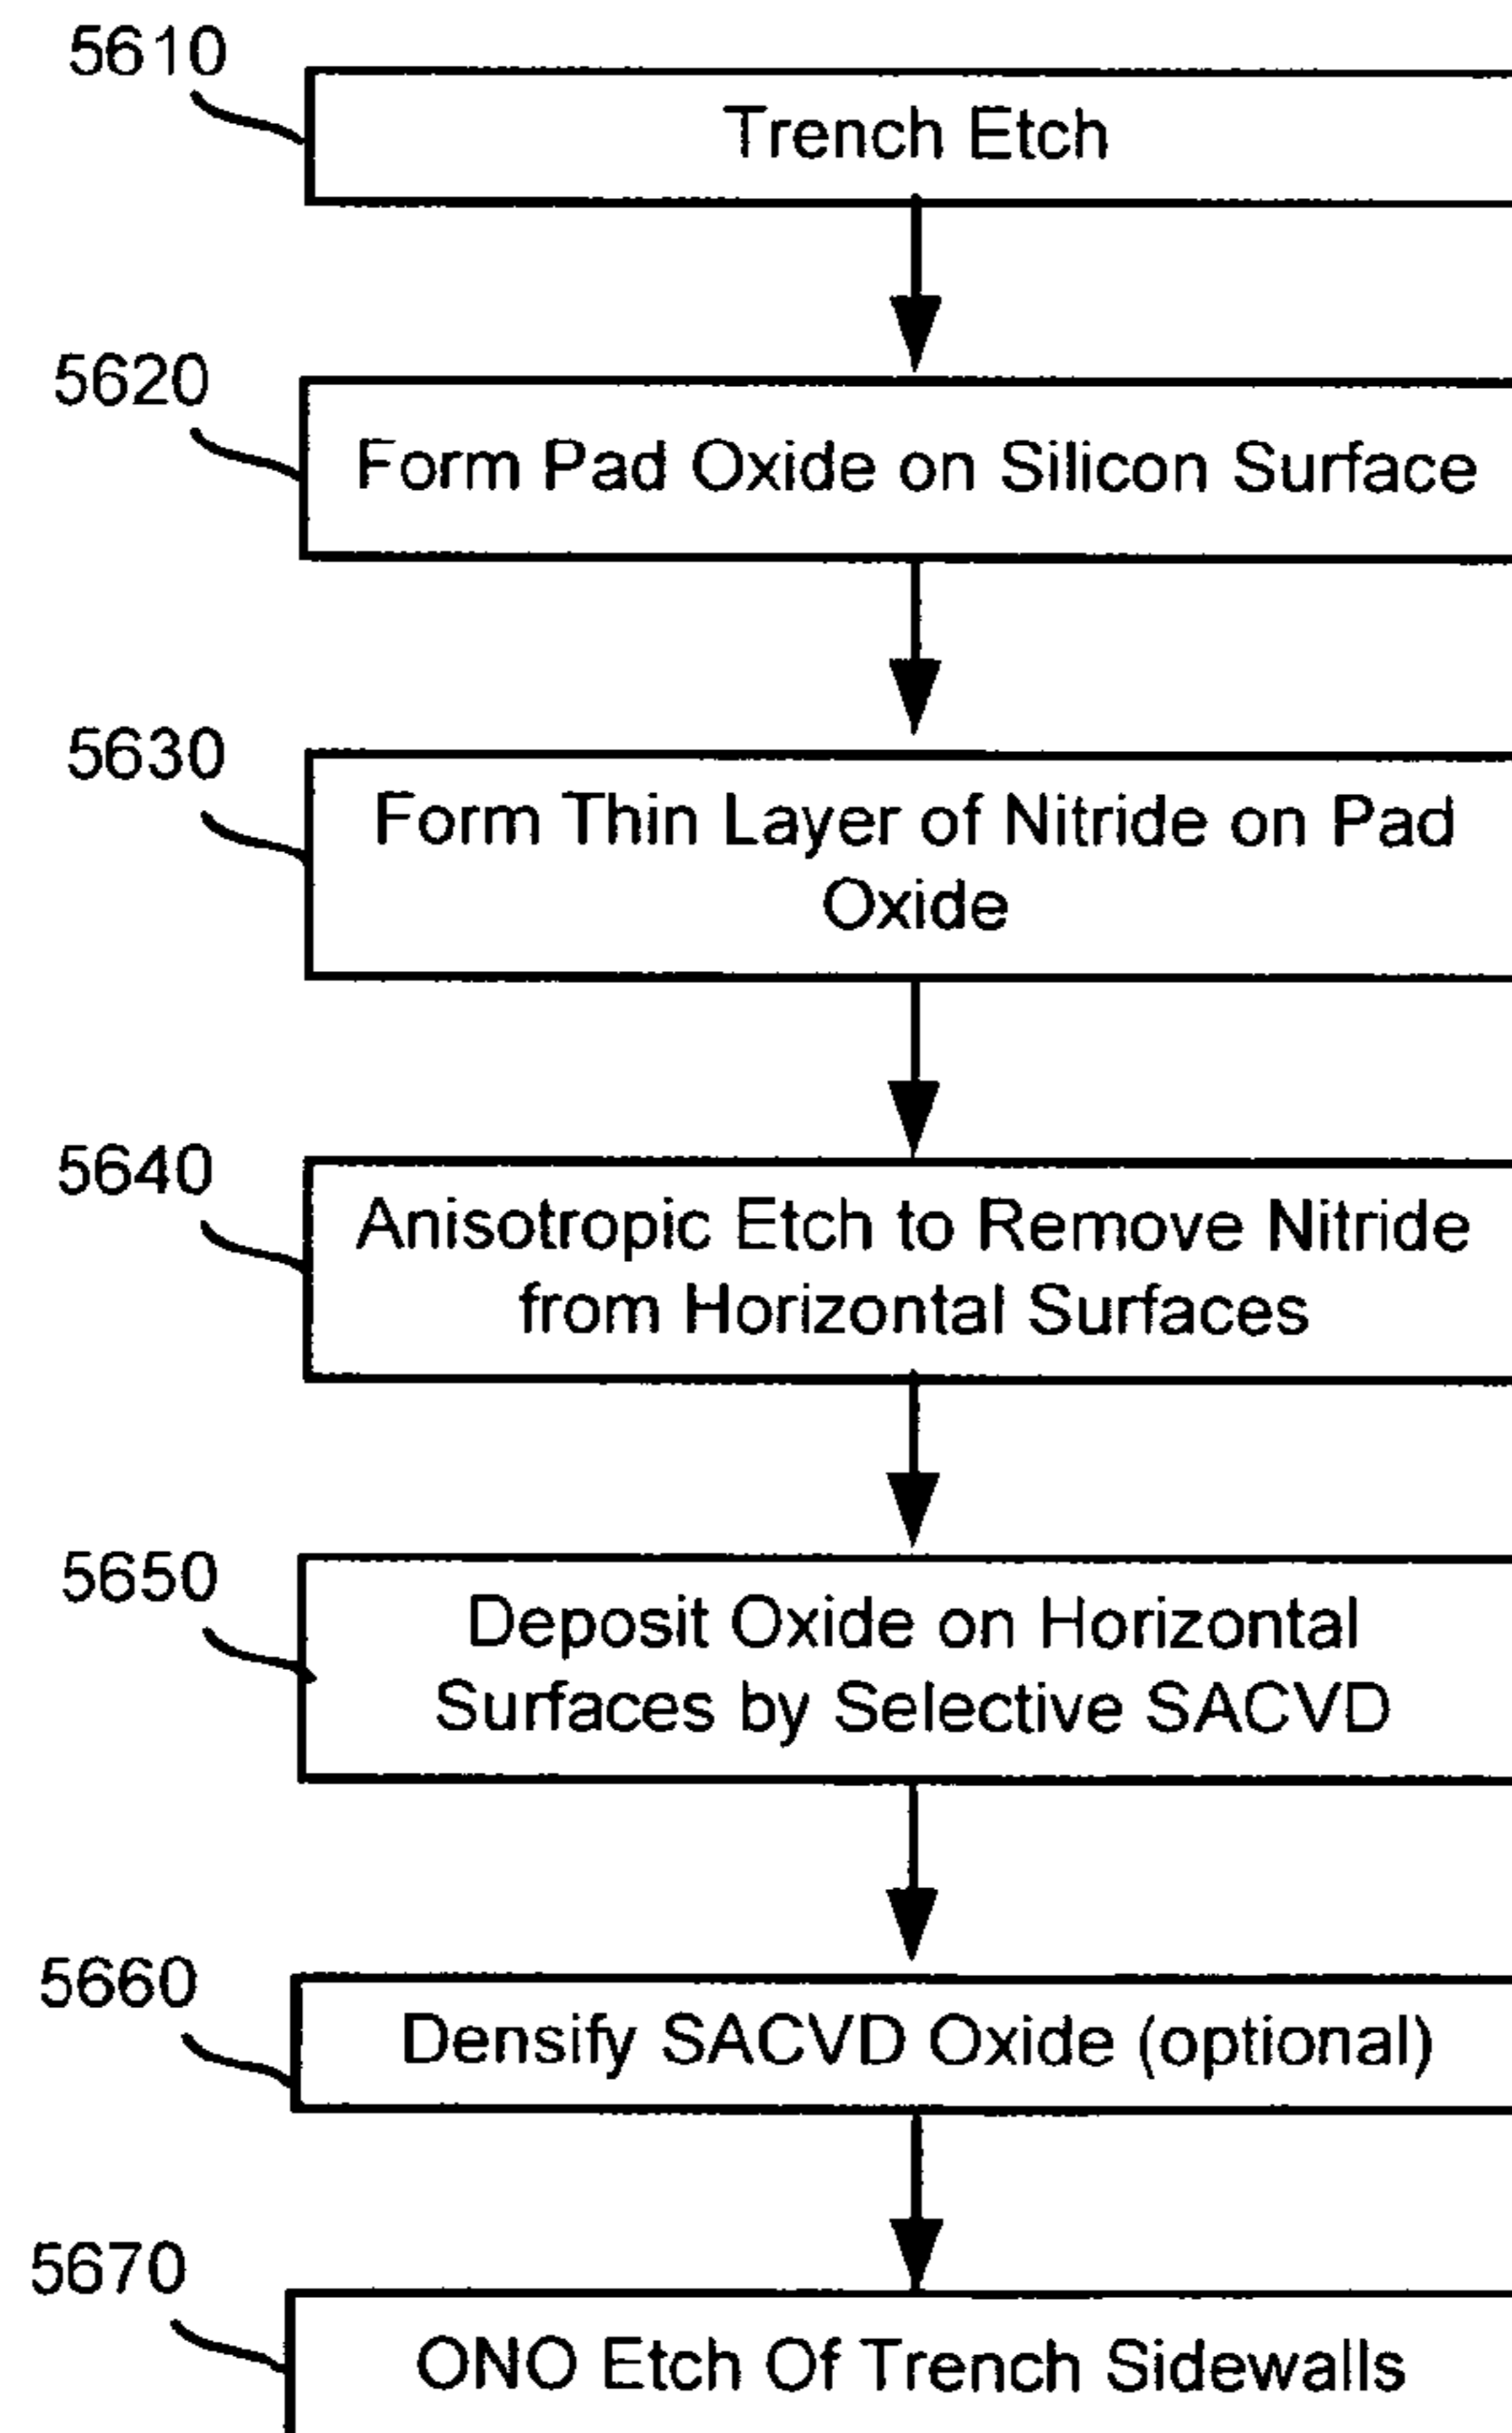 5610
Trench Etch
5620
Form Pad Oxide on Silicon Surface
5630
Form Thin Layer of Nitride on Pad
Oxide
5640
Anisotropic Etch to Remove Nitride
from Horizontal Surfaces
5650
Deposit Oxide on Horizontal
Surfaces by Selective SACVD
5660
Densify SACVD Oxide (optional)
5670
ONO Etch Of Trench Sidewalls